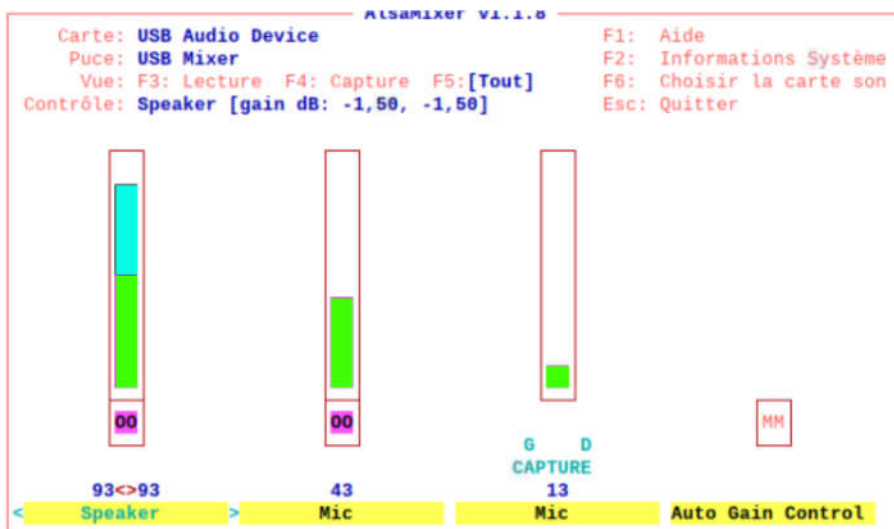 AlsaMixer v1.1.8
Carte: USB Audio Device F1: Aide
Puce: USB Mixer F2: Informations Système
Vue: F3: Lecture F4: Capture F5:[Tout] F6: Choisir la carte son
Contrôle: Speaker [gain dB: -1,50, -1,50] Esc: Quitter
OO OO MM
G D
CAPTURE
93<>93 43 13
< Speaker > Mic Mic Auto Gain Control